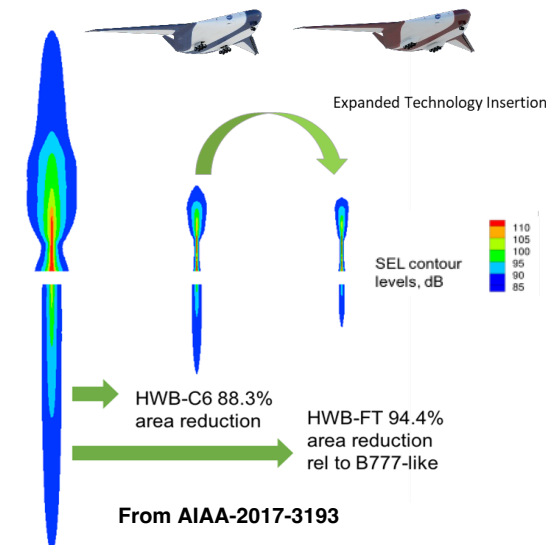 Expanded Technology Insertion
SEL contour
levels, dB
110
105
100
95
90
85
HWB-C6 88.3%
area reduction
HWB-FT 94.4%
area reduction
rel to B777-like
From AIAA-2017-3193